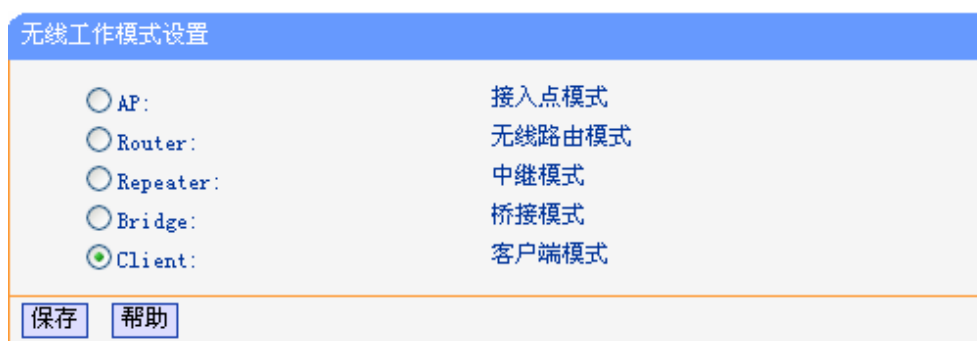 无线工作模式设置
AP: 接入点模式
Router: 无线路由模式
Repeater: 中继模式
Bridge: 桥接模式
Client: 客户端模式
保存 帮助